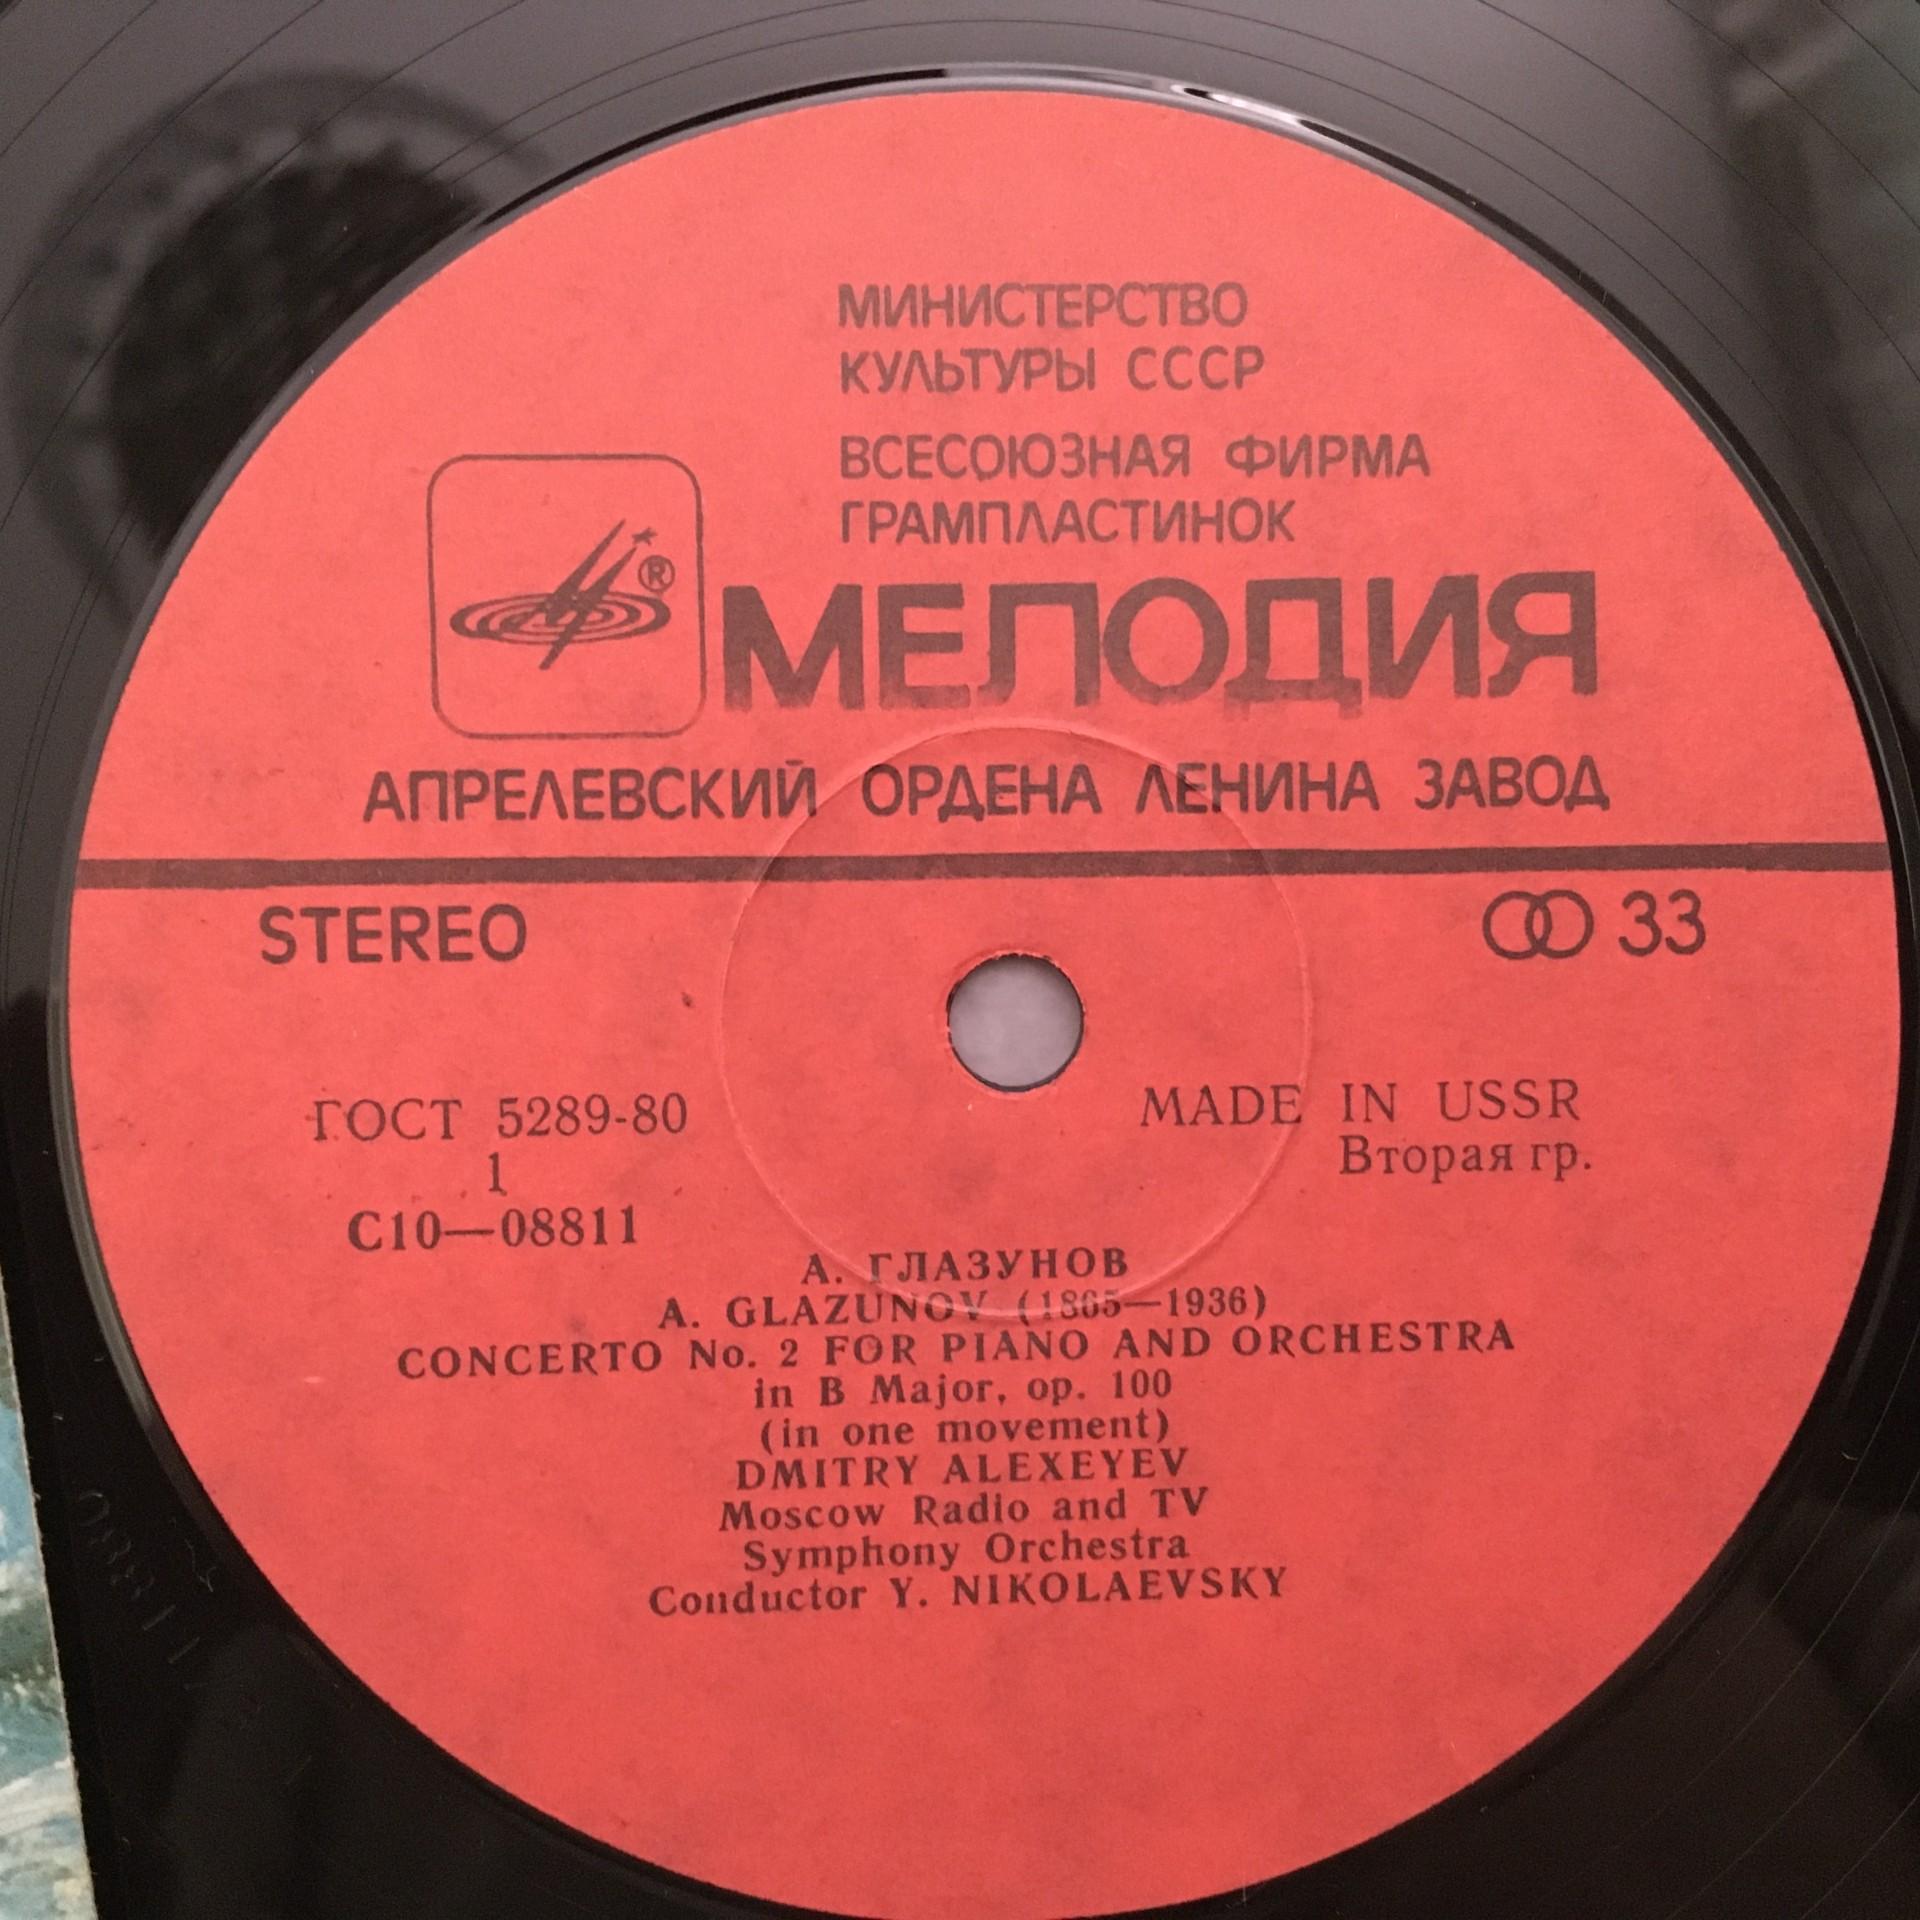 МИНИСТЕРСТВО
КУЛЬТУРЫ СССР
ВСЕСОЮЗНАЯ ФИРМА
ГРАМПЛАСТИНОК
®
МЕЛОДИЯ
АПРЕЛЕВСКИЙ ОРДЕНА ЛЕНИНА ЗАВОД
STEREO
33
ГОСТ 5289-80
MADE IN USSR
1
Вторая гр.
С10—08811
А. ГЛАЗУНОВ
A. GLAZUNOV (1865—1936)
CONCERTO No. 2 FOR PIANO AND ORCHESTRA
in B Major, op. 100
(in one movement)
DMITRY ALEXEYEV
Moscow Radio and TV
Symphony Orchestra
Conductor Y. NIKOLAEVSKY